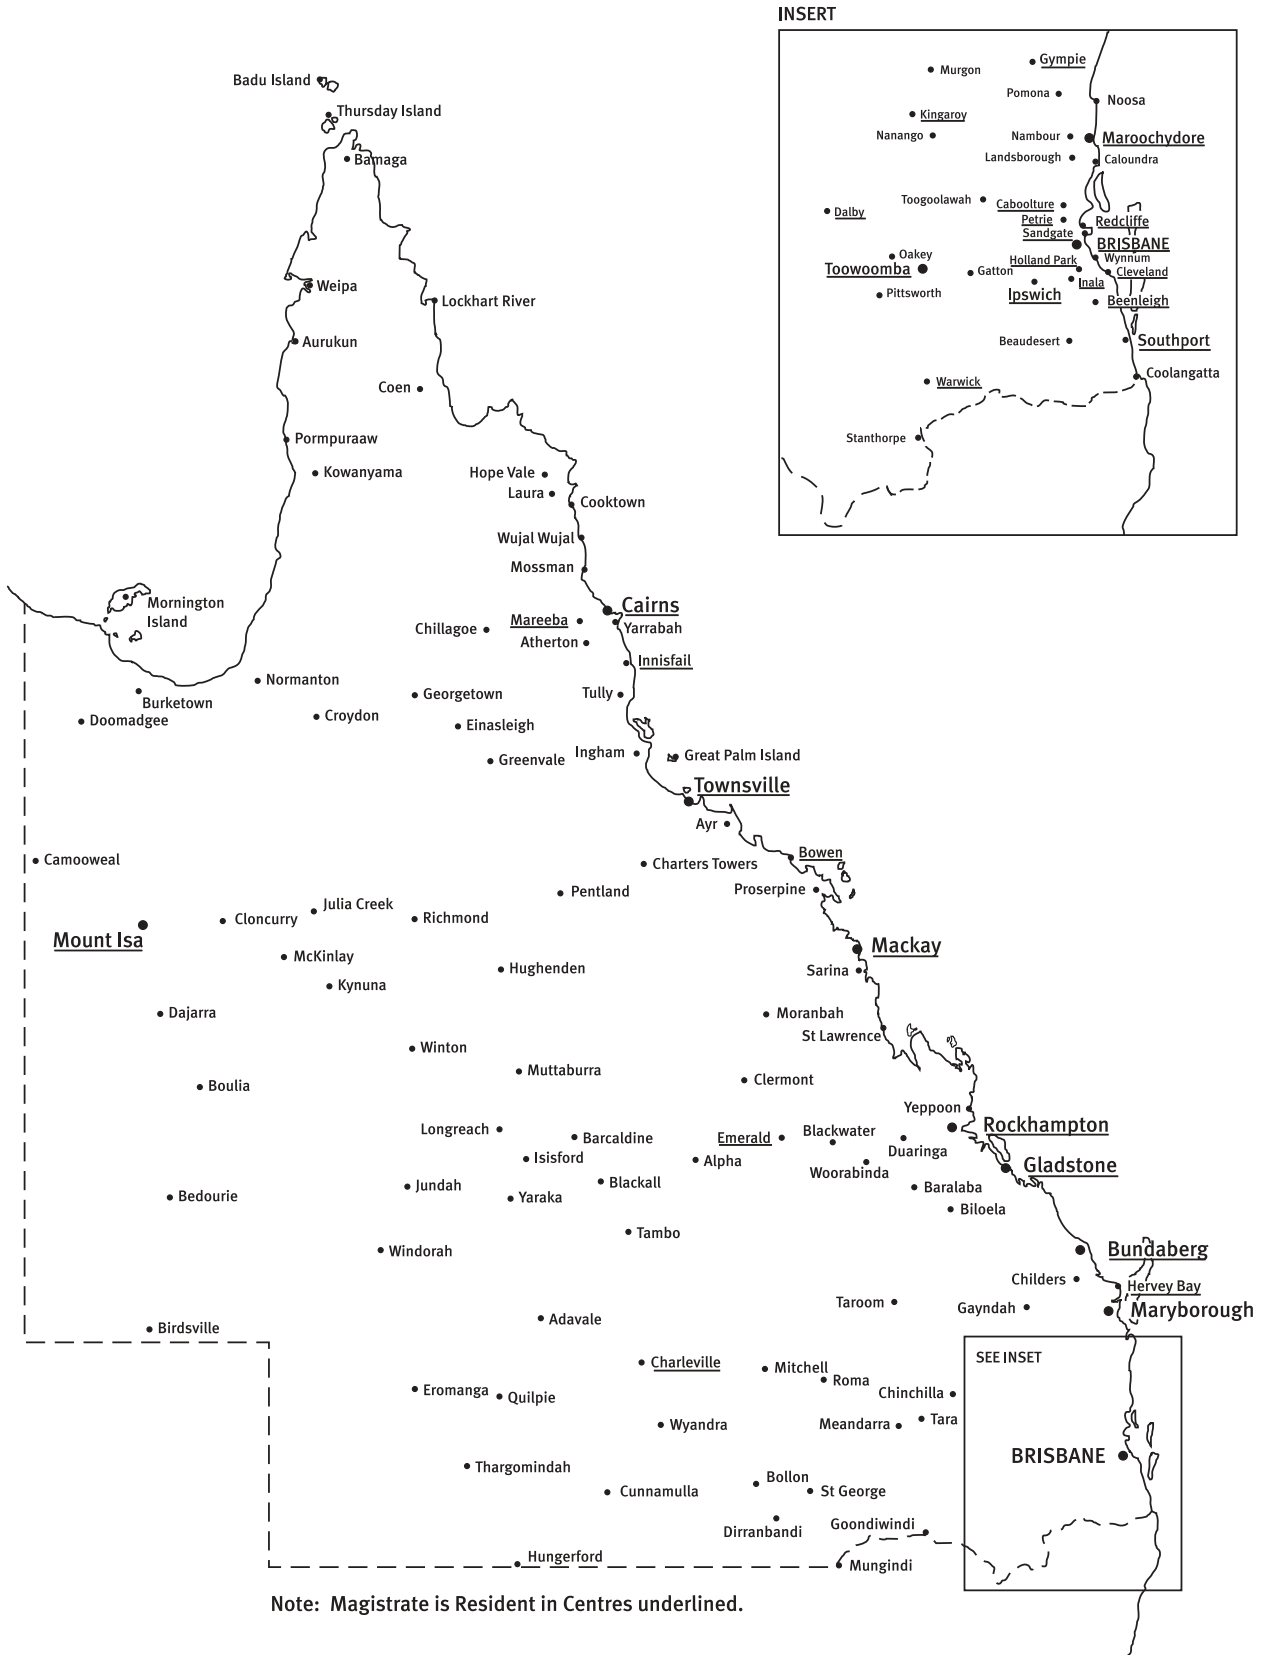 INSERT
Gympie
Murgon
Pomona
Noosa
Kingaroy
Nanango
Nambour
Maroochydore
Landsborough
Caloundra
Toogoolawah
Caboolture
Dalby
Petrie
Redcliffe
Sandgate
BRISBANE
Oakey
Wynnum
Holland Park
Toowoomba
Gatton
Cleveland
Inala
Ipswich
Pittsworth
Beenleigh
Beaudesert
Southport
Coolangatta
Warwick
Stanthorpe
Badu Island
Thursday Island
Bamaga
Weipa
Lockhart River
Aurukun
Coen
Pormpuraaw
Kowanyama
Hope Vale
Laura
Cooktown
Wujal Wujal
Mossman
Mornington
Island
Cairns
Mareeba
Yarrabah
Chillagoe
Atherton
Innisfail
Normanton
Georgetown
Tully
Burketown
Doomadgee
Croydon
Einasleigh
Ingham
Great Palm Island
Greenvale
Townsville
Ayr
Camooweal
Charters Towers
Bowen
Pentland
Proserpine
Julia Creek
Cloncurry
Richmond
Mount Isa
Mackay
McKinlay
Hughenden
Sarina
Kynuna
Dajarra
Moranbah
St Lawrence
Winton
Muttaburra
Clermont
Boulia
Yeppoon
Longreach
Barcaldine
Emerald
Blackwater
Rockhampton
Duaringa
Isisford
Alpha
Woorabinda
Gladstone
Jundah
Blackall
Baralaba
Bedourie
Yaraka
Biloela
Tambo
Windorah
Bundaberg
Childers
Hervey Bay
Taroom
Gayndah
Maryborough
Adavale
Birdsville
SEE INSET
Charleville
Mitchell
Roma
Eromanga
Quilpie
Chinchilla
Wyandra
Meandarra
Tara
BRISBANE
Thargomindah
Bollon
Cunnamulla
St George
Dirranbandi
Goondiwindi
Hungerford
Mungindi
Note: Magistrate is Resident in Centres underlined.